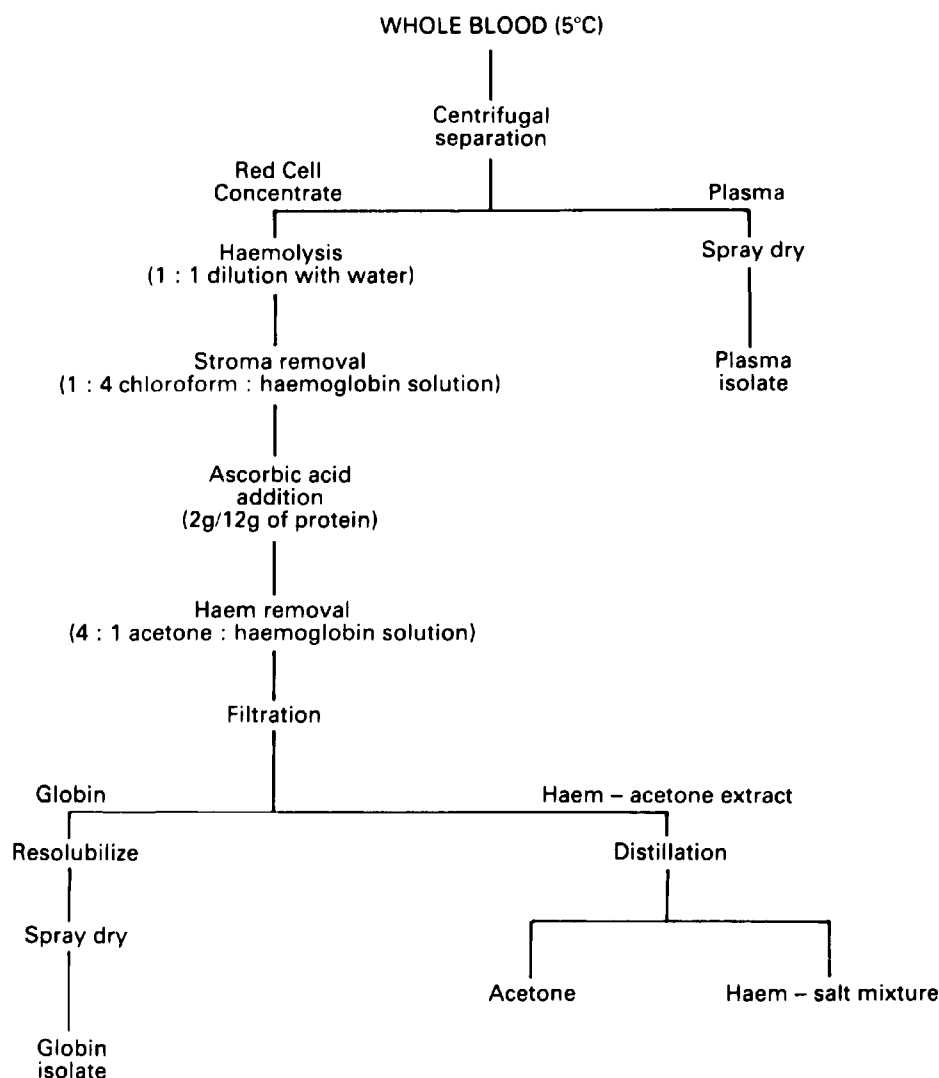 WHOLE BLOOD (5°C)
Centrifugal
separation
Red Cell
Concentrate
Plasma
Haemolysis
(1 : 1 dilution with water)
Spray dry
Stroma removal
(1 : 4 chloroform : haemoglobin solution)
Plasma
isolate
Ascorbic acid
addition
(2g/12g of protein)
Haem removal
(4 : 1 acetone : haemoglobin solution)
Filtration
Globin
Haem – acetone extract
Resolubilize
Distillation
Spray dry
Acetone
Haem – salt mixture
Globin
isolate